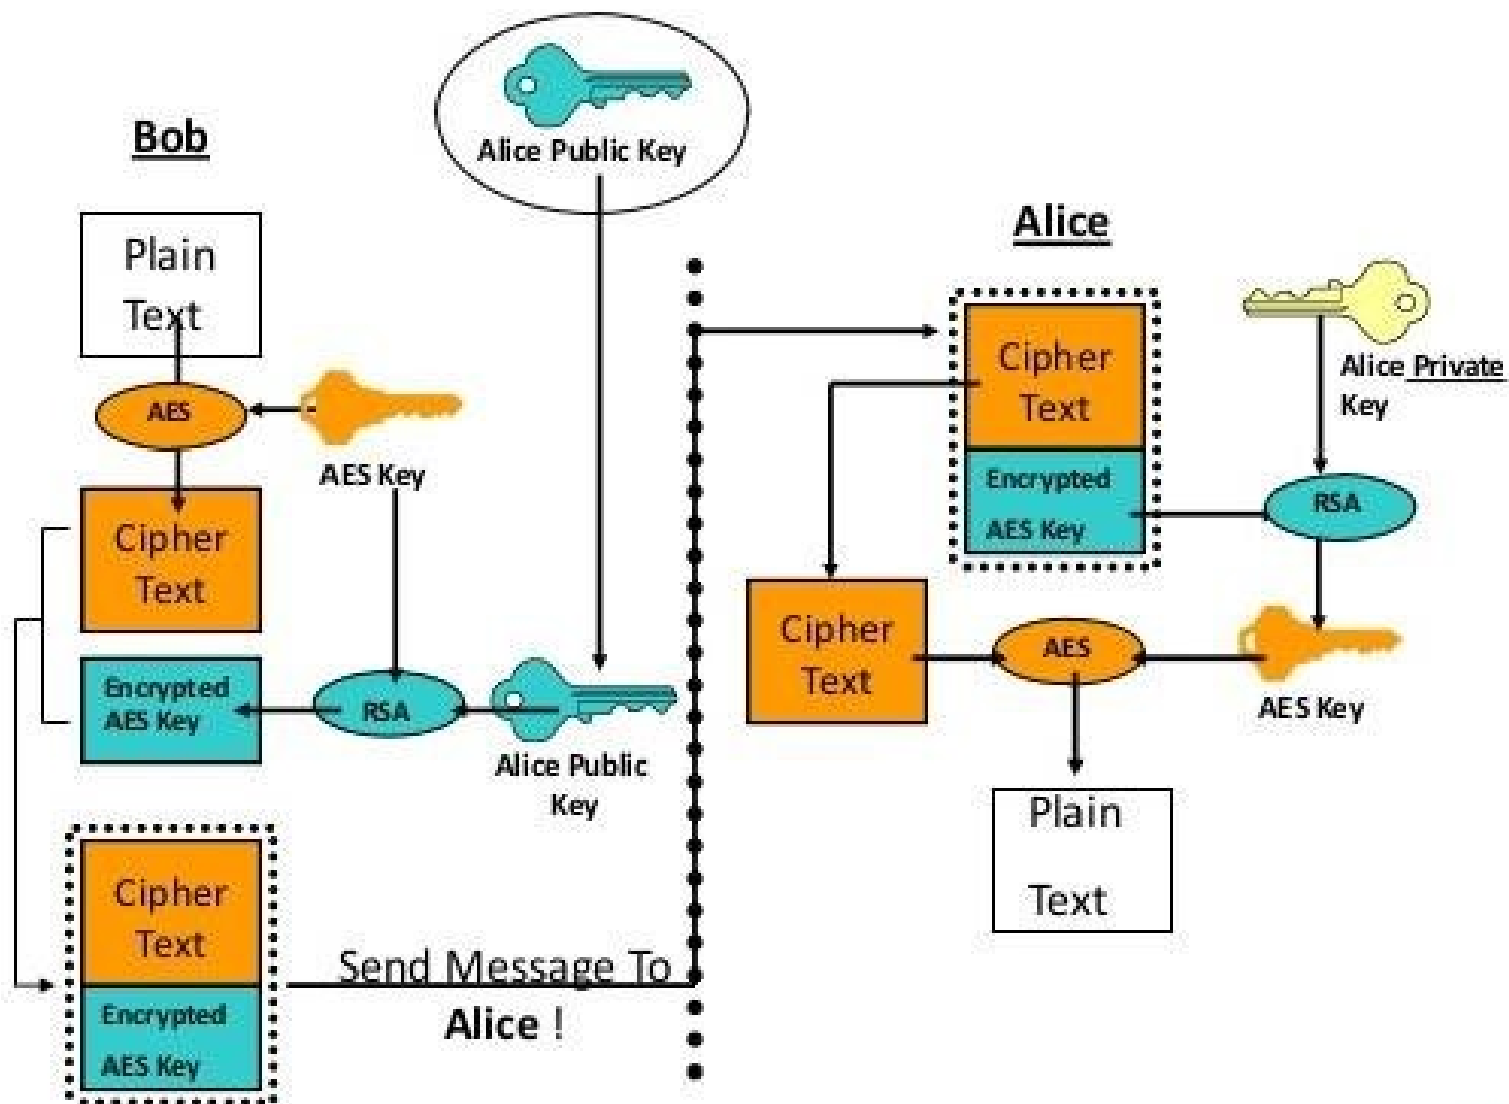 Alice Public Key
Bob
Plain
Text
AES
AES Key
Cipher
Text
Encrypted
AES Key
RSA
Alice Public
Key
Cipher
Text
Encrypted
AES Key
Send Message To
Alice !
Alice
Cipher
Text
Encrypted
AES Key
Alice Private
Key
RSA
Cipher
Text
AES
AES Key
Plain
Text